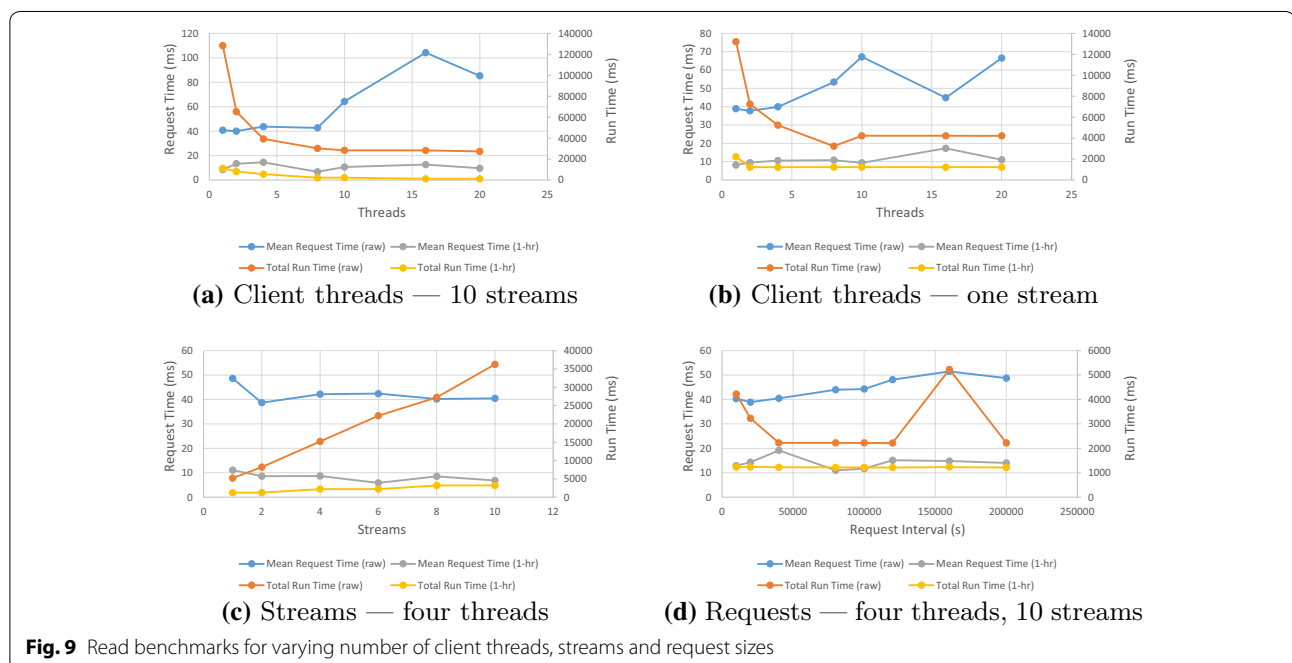 120
100
80
60
40
20
0
Request Time (ms)
140000
120000
100000
80000
60000
40000
20000
0
Run Time (ms)
0 5 10 15 20 25
Threads
Mean Request Time (raw) Mean Request Time (1-hr)
Total Run Time (raw) Total Run Time (1-hr)
(a) Client threads — 10 streams
80
70
60
50
40
30
20
10
0
Request Time (ms)
14000
12000
10000
8000
6000
4000
2000
0
Run Time (ms)
0 5 10 15 20 25
Threads
Mean Request Time (raw) Mean Request Time (1-hr)
Total Run Time (raw) Total Run Time (1-hr)
(b) Client threads — one stream
60
50
40
30
20
10
0
Request Time (ms)
40000
35000
30000
25000
20000
15000
10000
5000
0
Run Time (ms)
0 2 4 6 8 10 12
Streams
Mean Request Time (raw) Mean Request Time (1-hr)
Total Run Time (raw) Total Run Time (1-hr)
(c) Streams — four threads
60
50
40
30
20
10
0
Request Time (ms)
6000
5000
4000
3000
2000
1000
0
Run Time (ms)
0 50000 100000 150000 200000 250000
Request Interval (s)
Mean Request Time (raw) Mean Request Time (1-hr)
Total Run Time (raw) Total Run Time (1-hr)
(d) Requests — four threads, 10 streams
Fig. 9 Read benchmarks for varying number of client threads, streams and request sizes